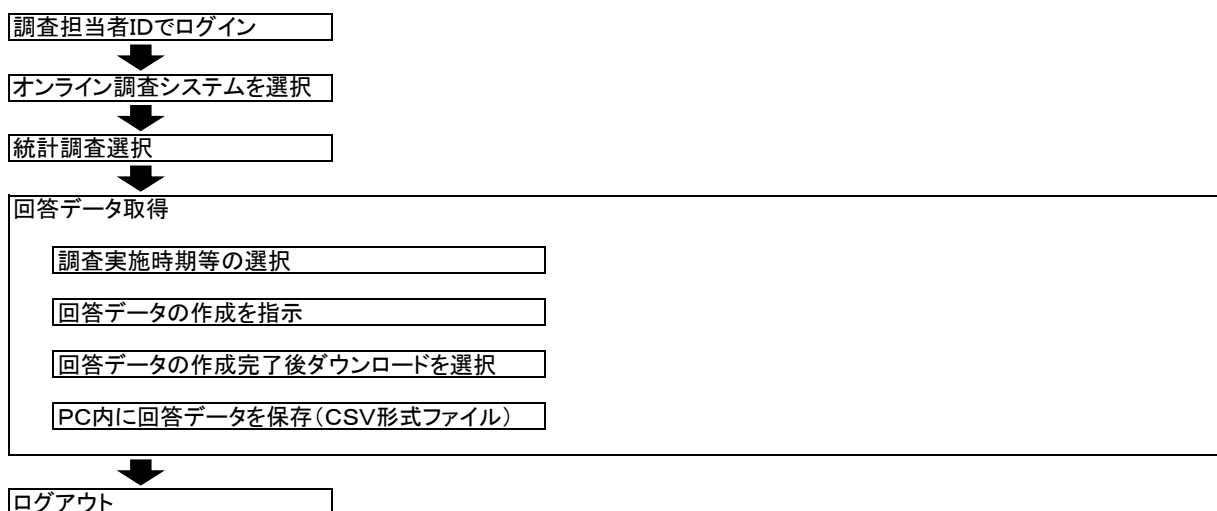 調査担当者IDでログイン
オンライン調査システムを選択
統計調査選択
回答データ取得
調査実施時期等の選択
回答データの作成を指示
回答データの作成完了後ダウンロードを選択
PC内に回答データを保存(CSV形式ファイル)
ログアウト